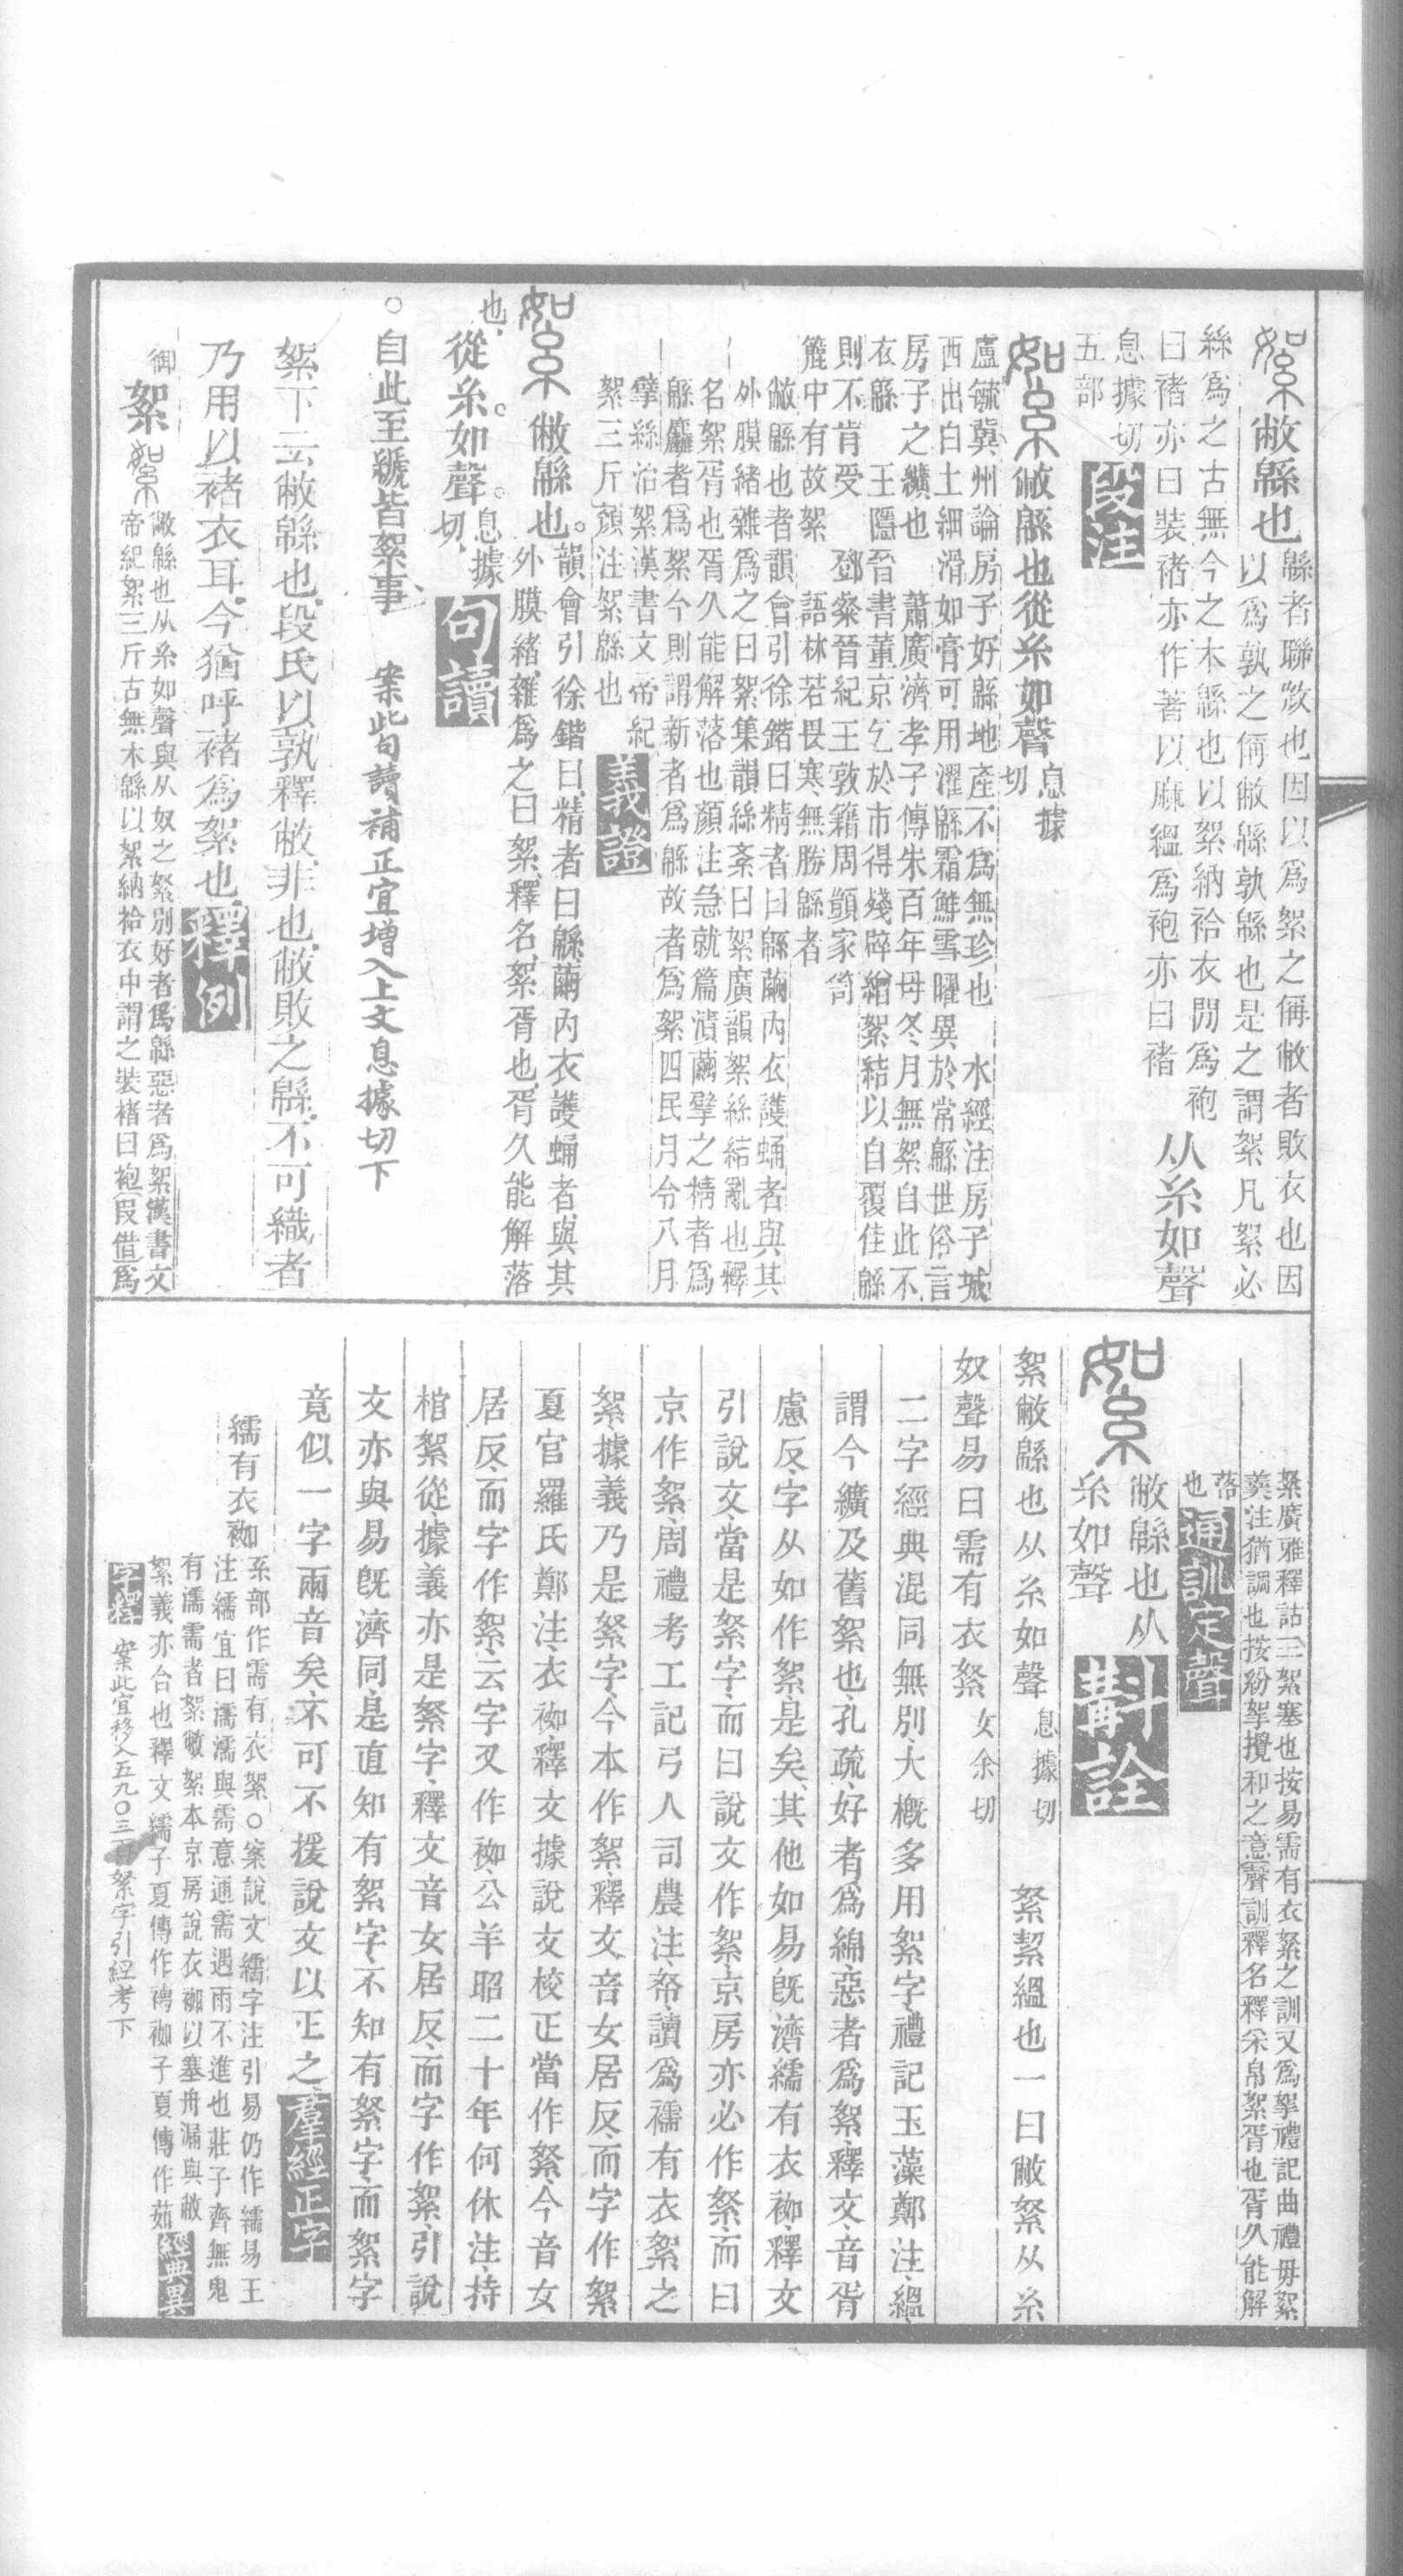 絮敝緜也
緜者聯敚也因以爲絮之稱敝者敗衣也因
以爲孰之偁敝緜孰緜也是之謂絮凡絮必
絲爲之古無今之木緜也以絮納袷衣閒爲袍
曰褚亦曰装褚亦作著以麻縕爲袍亦曰褚
从糸如聲
息據切
五部
段注
絮敝緜也從糸如聲
息據
切
盧毓冀州論房子好緜地產不爲無珍也　水經注房子城
西出白土細滑如膏可用濯緜霜鮮雪曜異於常緜世俗言
房子之纊也　蕭廣濟孝子傳朱百年母冬月無絮自此不
衣緜　王隱晉書董京乞於市得殘碎繒絮結以自覆佳緜
則不肯受　鄧粲晉紀王敦籍周顗家笥
簏中有故絮　語林若畏寒無勝緜者
敝緜也者韻會引徐鍇曰精者曰緜繭內衣護蛹者與其
外膜緒雜爲之曰絮集韻絲紊曰絮廣韻絮絲結亂也釋
名絮胥也胥久能解落也顏注急就篇漬繭擘之精者爲
緜麤者爲絮今則謂新者爲緜故者爲絮四民月令八月
擘絲治絮漢書文帝紀
絮三斤顏注絮緜也
義證
絮敝緜也。
韻會引徐鍇曰精者曰緜繭內衣護蛹者與其
外膜緒雜爲之曰絮釋名絮胥也胥久能解落
也
從糸。如聲。
息據
切
句讀
○自此至繘皆絮事　案此句讀補正宜增入上文息據切下
絮下云敝緜也段氏以孰釋敝非也敝敗之緜不可織者
乃用以褚衣耳今猶呼褚爲絮也
釋例
御
絮絮
敝緜也从糸如聲與从奴之絮別好者爲緜惡者爲絮漢書文
帝紀絮三斤古無木緜以絮納袷衣中謂之装褚曰袍〔叚借〕爲
絮廣雅釋詁三絮塞也按易需有衣絮之訓又爲挐禮記曲禮毋絮
羹注猶調也按紛挐攪和之意〔聲訓〕釋名釋采帛絮胥也胥久能解
落
也
通訓定聲
絮
敝緜也从
糸如聲
斠詮
絮敝緜也从糸如聲
息據切
絮絜縕也一曰敝絮从糸
奴聲易曰需有衣絮
女余切
二字經典混同無別大概多用絮字禮記玉藻鄭注縕
謂今纊及舊絮也孔疏好者爲綿惡者爲絮釋文音胥
慮反字从如作絮是矣其他如易旣濟繻有衣袽釋文
引說文當是絮字而曰說文作絮京房亦必作絮而曰
京作絮周禮考工記弓人司農注帤讀爲襦有衣絮之
絮據義乃是絮字今本作絮釋文音女居反而字作絮
夏官羅氏鄭注衣袽釋文據說文校正當作絮今音女
居反而字作絮云字又作袽公羊昭二十年何休注持
棺絮從據義亦是絮字釋文音女居反而字作絮引說
文亦與易旣濟同是直知有絮字不知有絮字而絮字
竟似一字兩音矣不可不援說文以正之
羣經正字
繻有衣袽
糸部作需有衣絮○案說文繻字注引易仍作繻易王
注繻宜曰濡濡與需意通需遇雨不進也莊子齊無鬼
有濡需者絮敝絮本京房說衣袽以塞舟漏與敝
絮義亦合也釋文繻子夏傳作䙰袽子夏傳作茹
經典異
字釋
案此宜移入五九○三頁絮字引經考下